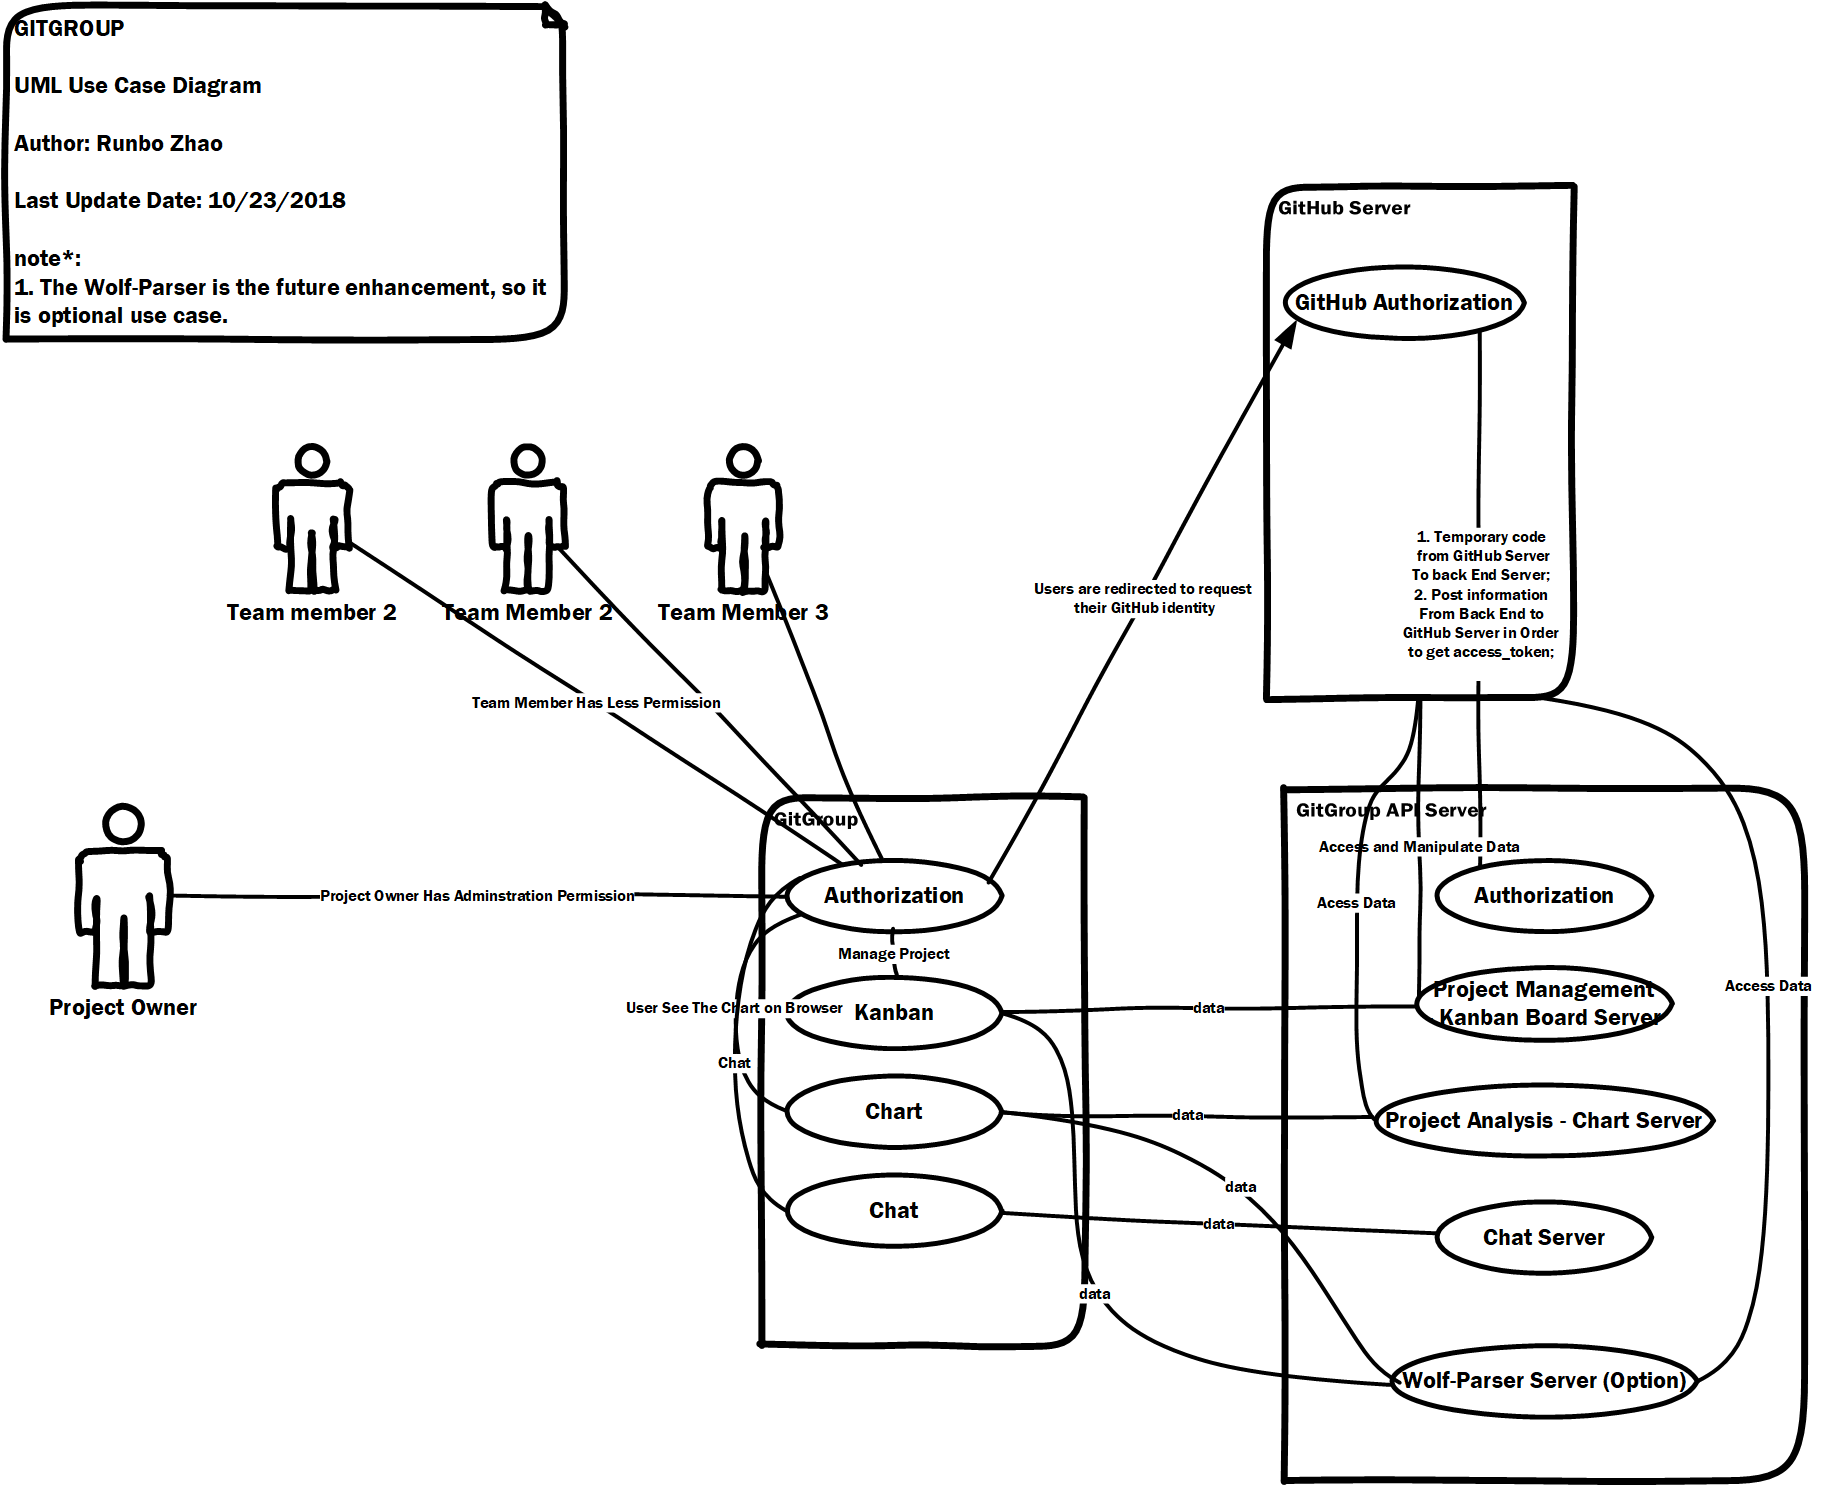 GITGROUP
UML Use Case Diagram
Author: Runbo Zhao
Last Update Date: 10/23/2018
note*:
1. The Wolf-Parser is the future enhancement, so it
is optional use case.
GitHub Server
GitHub Authorization
1. Temporary code
from GitHub Server
To back End Server;
2. Post information
From Back End to
GitHub Server in Order
to get access_token;
Users are redirected to request
their GitHub identity
Team member 2
Team Member 2
Team Member 3
Team Member Has Less Permission
Project Owner Has Adminstration Permission
Project Owner
GitGroup
Authorization
Manage Project
User See The Chart on Browser
Kanban
Chat
Chart
Chat
data
data
data
data
data
GitGroup API Server
Access and Manipulate Data
Acess Data
Authorization
Access Data
Project Management
- Kanban Board Server
Project Analysis - Chart Server
Chat Server
Wolf-Parser Server (Option)